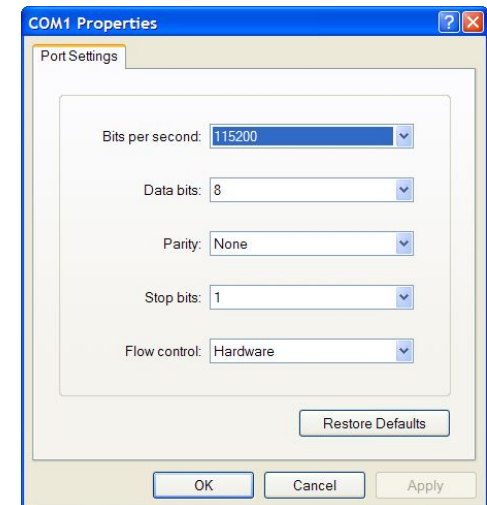 COM1 Properties
Port Settings
Bits per second: 115200
Data bits: 8
Parity: None
Stop bits: 1
Flow control: Hardware
Restore Defaults
OK Cancel Apply